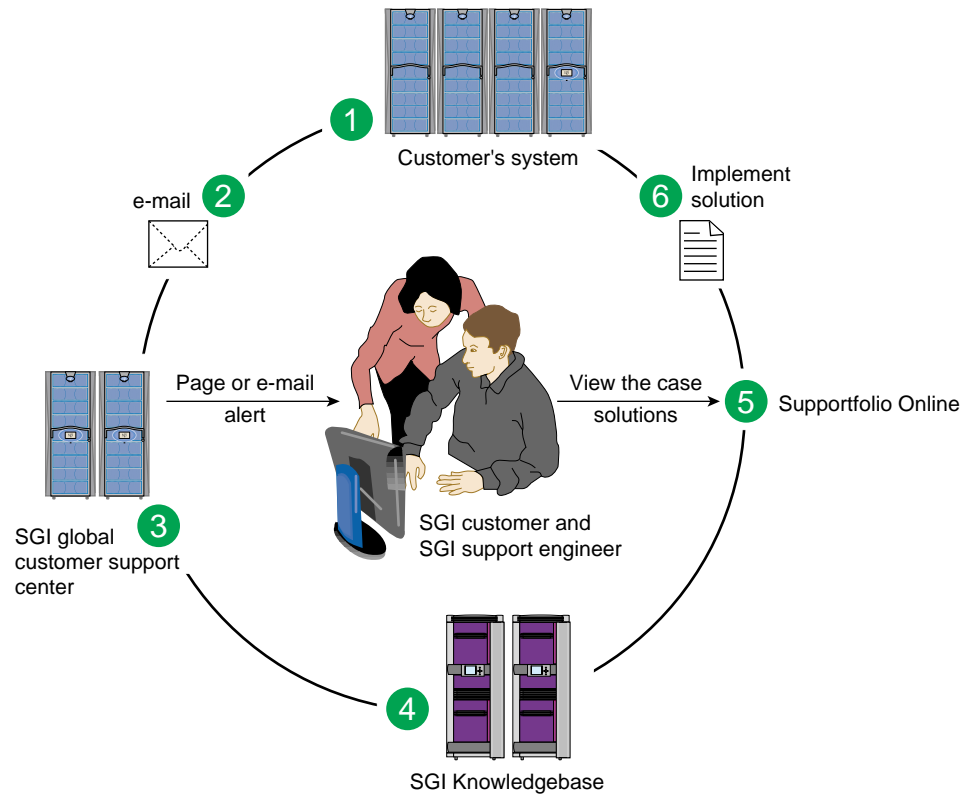 1
Customer's system
2
e-mail
6
Implement
solution
Page or e-mail
alert
View the case
solutions
5
Supportfolio Online
3
SGI global
customer support
center
SGI customer and
SGI support engineer
4
SGI Knowledgebase